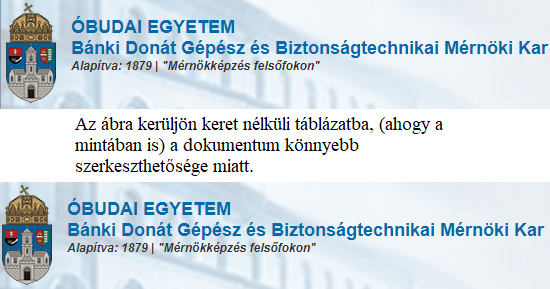 ÓBUDAI EGYETEM
Bánki Donát Gépész és Biztonságtechnikai Mérnöki Kar
Alapítva: 1879 | "Mérnökképzés felsőfokon"
Az ábra kerüljön keret nélküli táblázatba, (ahogy a
mintában is) a dokumentum könnyebb
szerkeszthetősége miatt.
ÓBUDAI EGYETEM
Bánki Donát Gépész és Biztonságtechnikai Mérnöki Kar
Alapítva: 1879 | "Mérnökképzés felsőfokon"